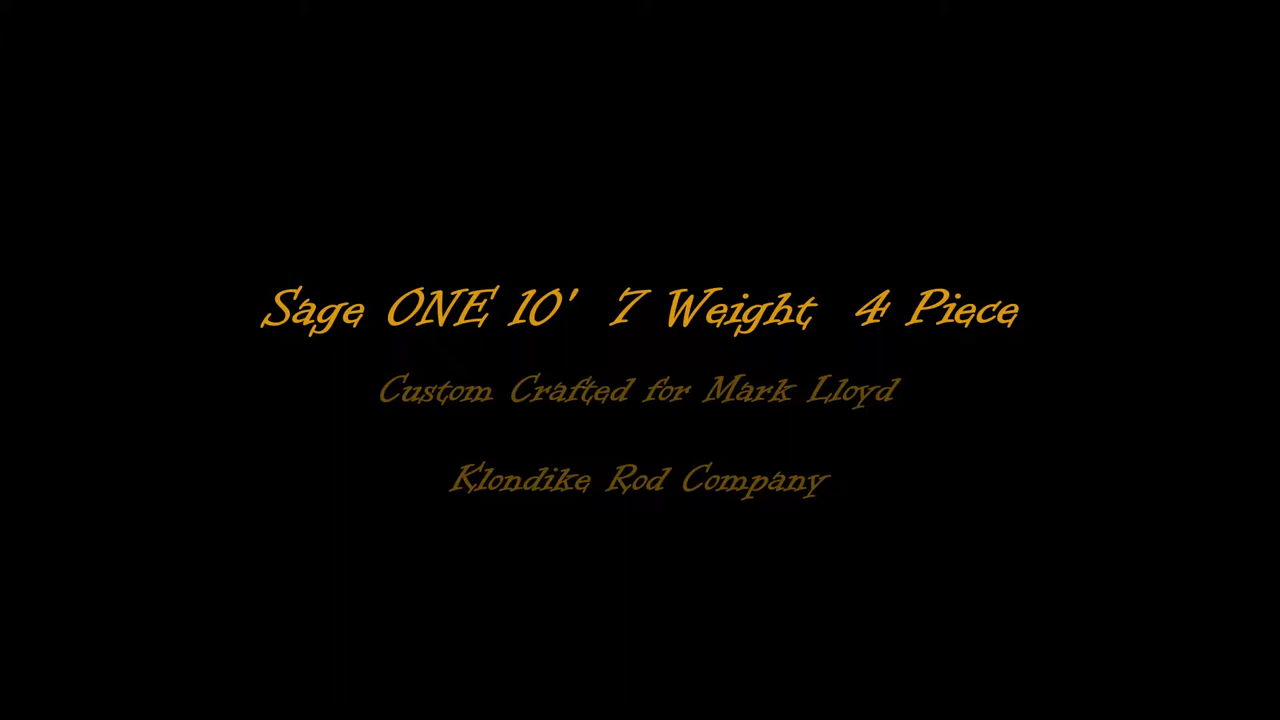 Sage ONE 10' 7 Weight 4 Piece
Custom Crafted for Mark Lloyd
Klondike Rod Company